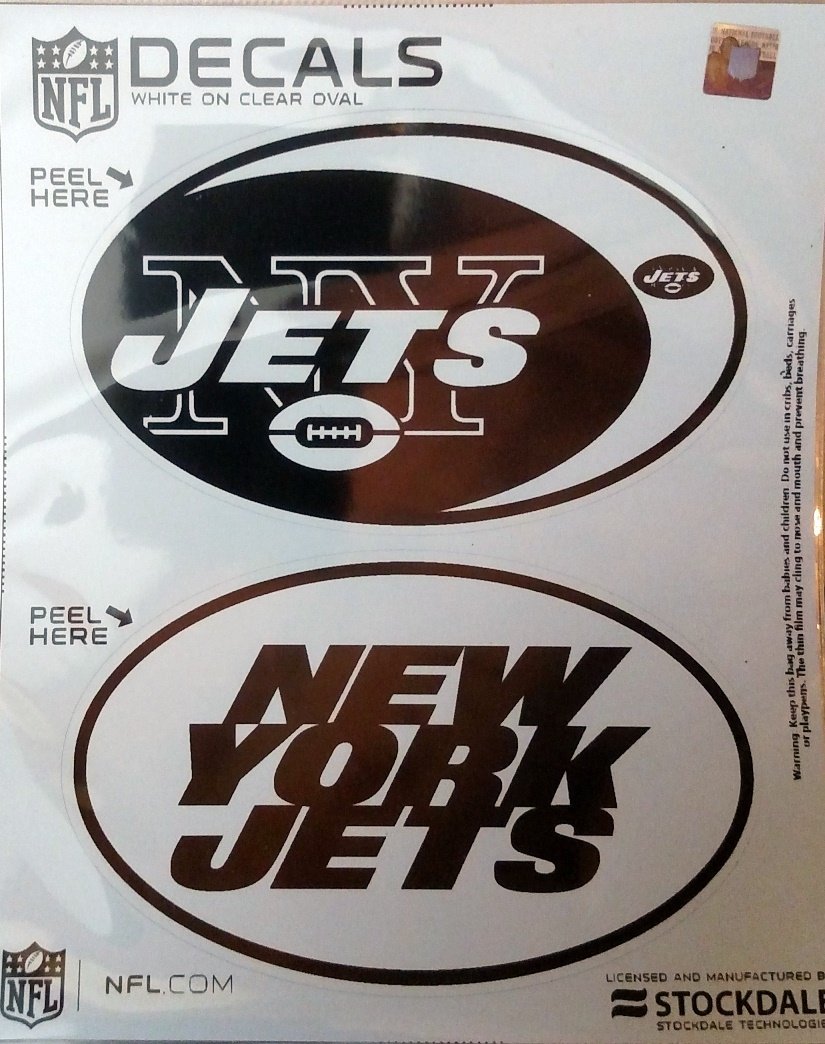 NFL
DECALS
WHITE ON CLEAR OVAL
PEEL
HERE
NY
JETS
JETS
PEEL
HERE
NEW
YORK
JETS
Warning: Keep this bag away from babies and children. Do not use in cribs, beds, carriages
or playpens. The thin film may cling to nose and mouth and prevent breathing.
NFL
NFL.COM
LICENSED AND MANUFACTURED B
STOCKDALE
STOCKDALE TECHNOLOGIE